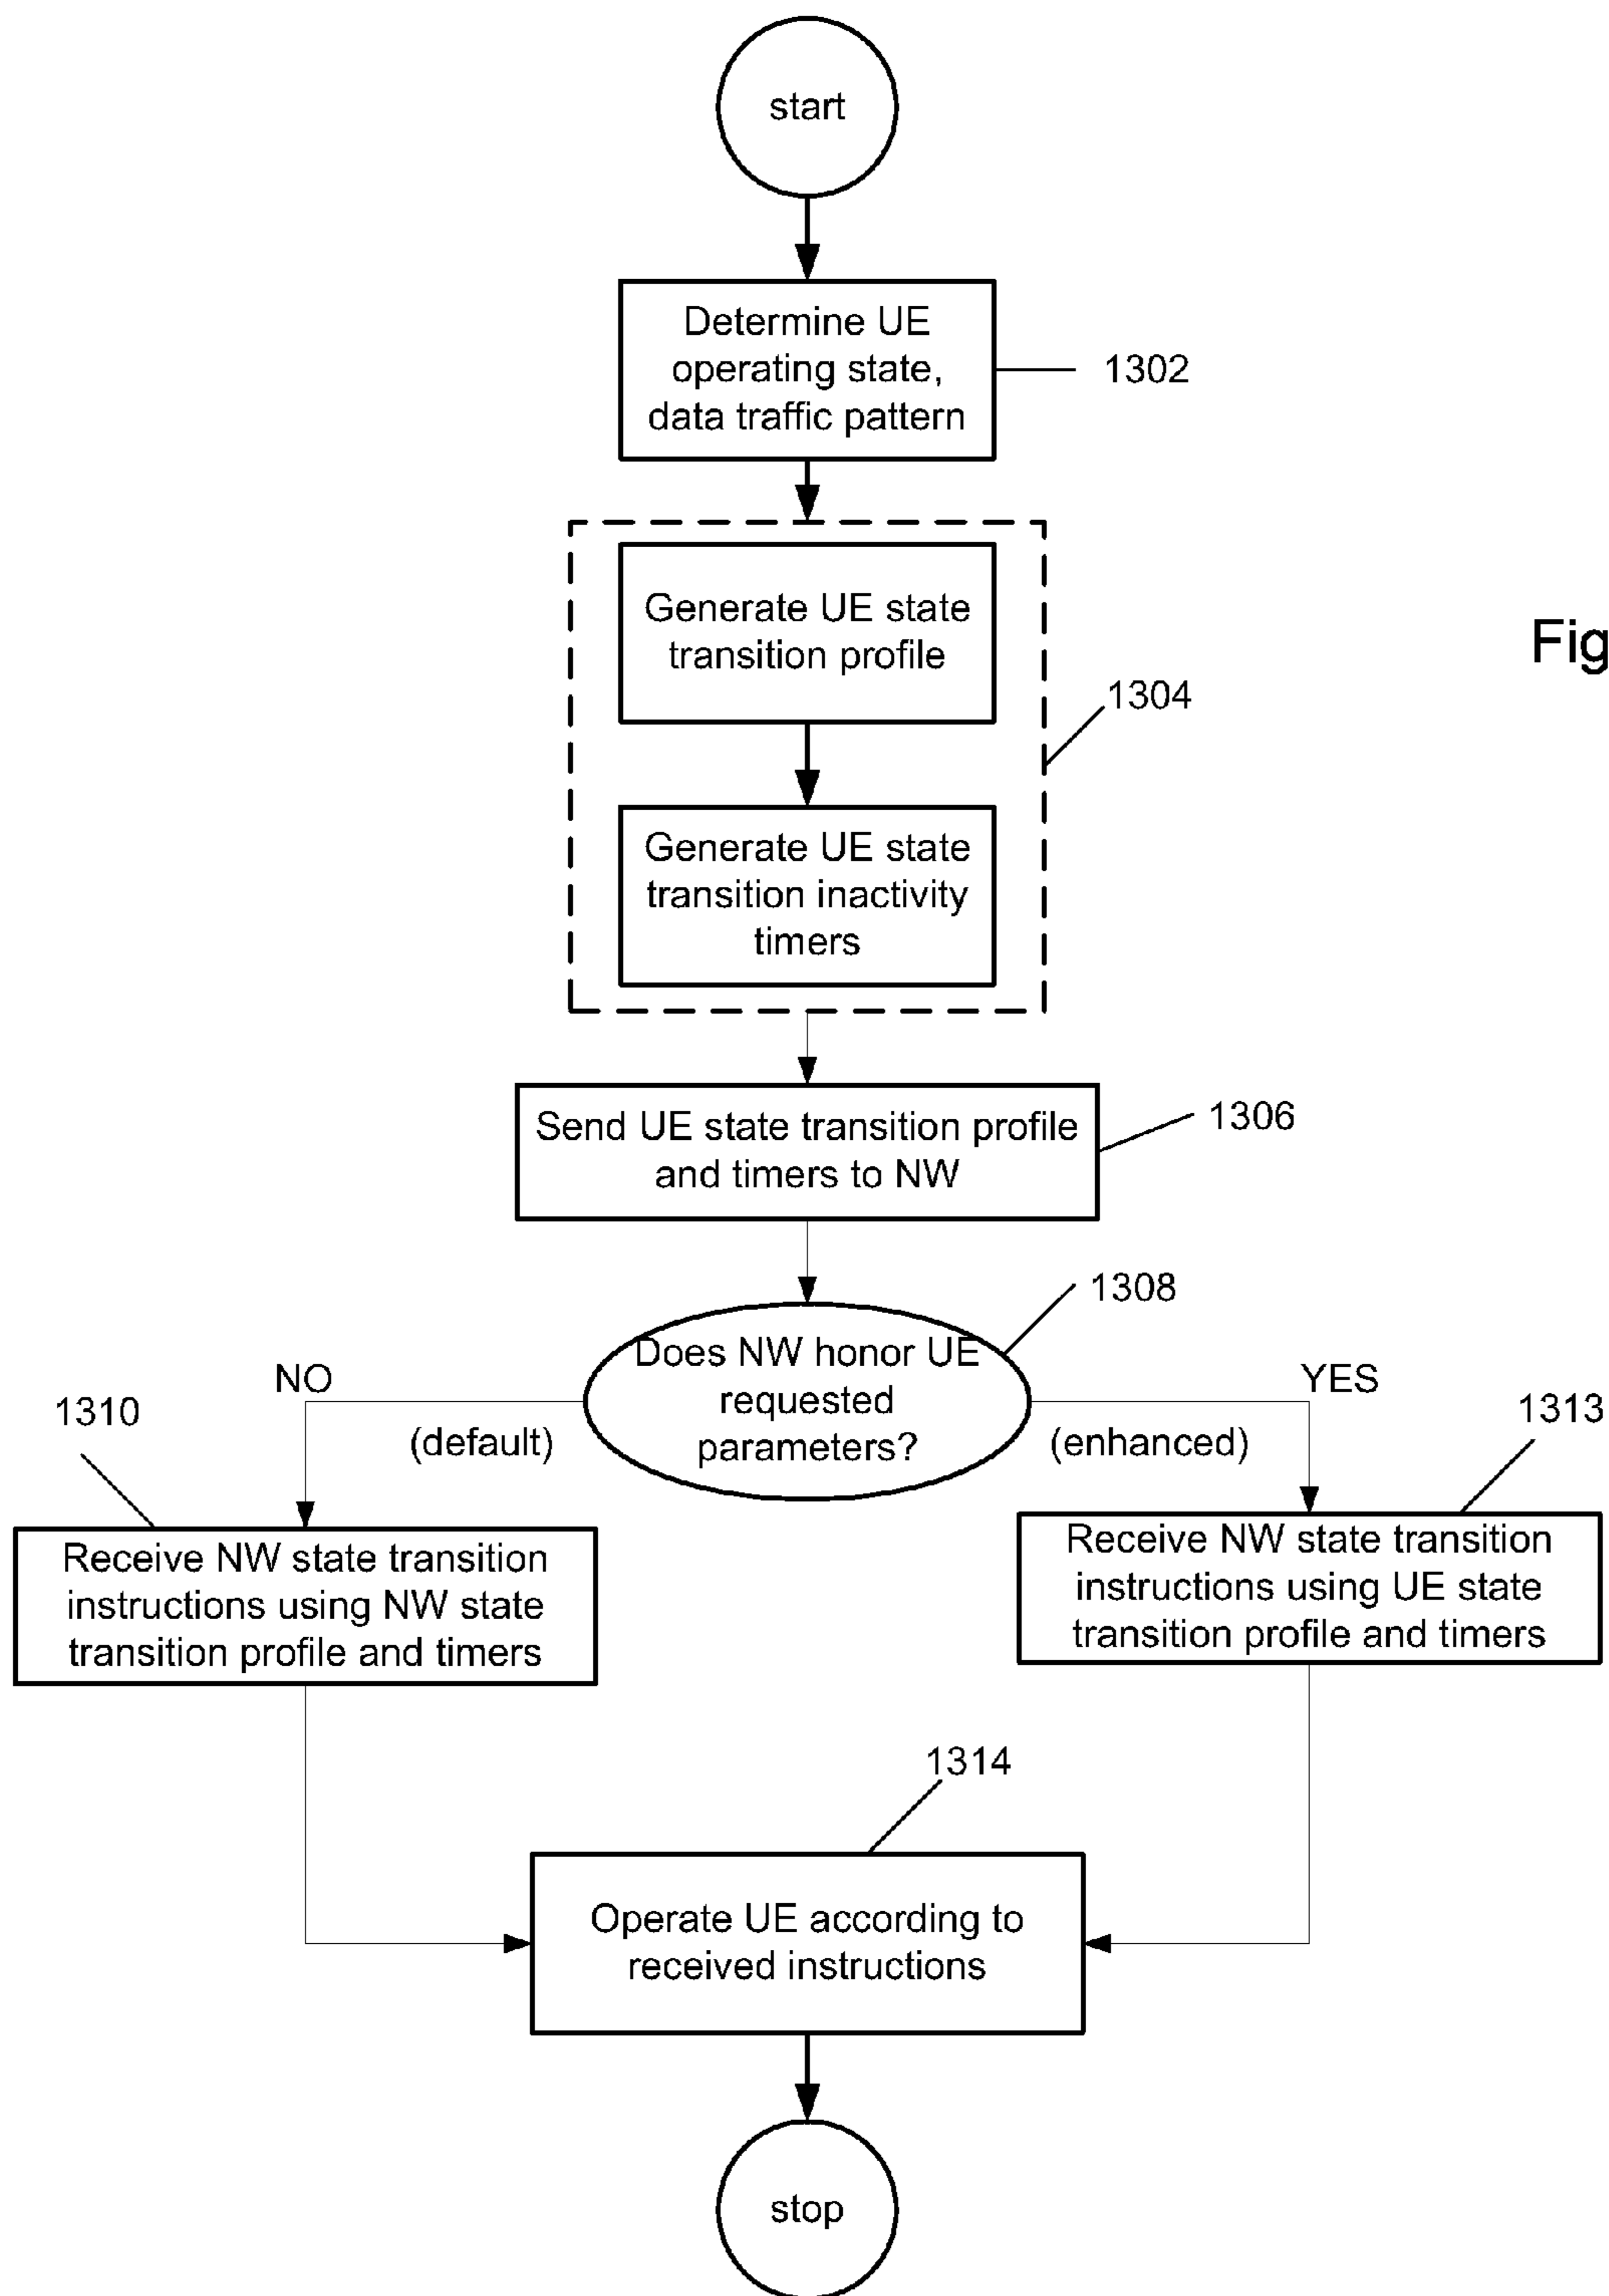 start
Determine UE
operating state,
data traffic pattern
1302
Generate UE state
transition profile
Fig
1304
Generate UE state
transition inactivity
timers
Send UE state transition profile
and timers to NW
1306
1308
Does NW honor UE
requested
parameters?
NO
(default)
YES
(enhanced)
1310
1313
Receive NW state transition
instructions using NW state
transition profile and timers
Receive NW state transition
instructions using UE state
transition profile and timers
1314
Operate UE according to
received instructions
stop